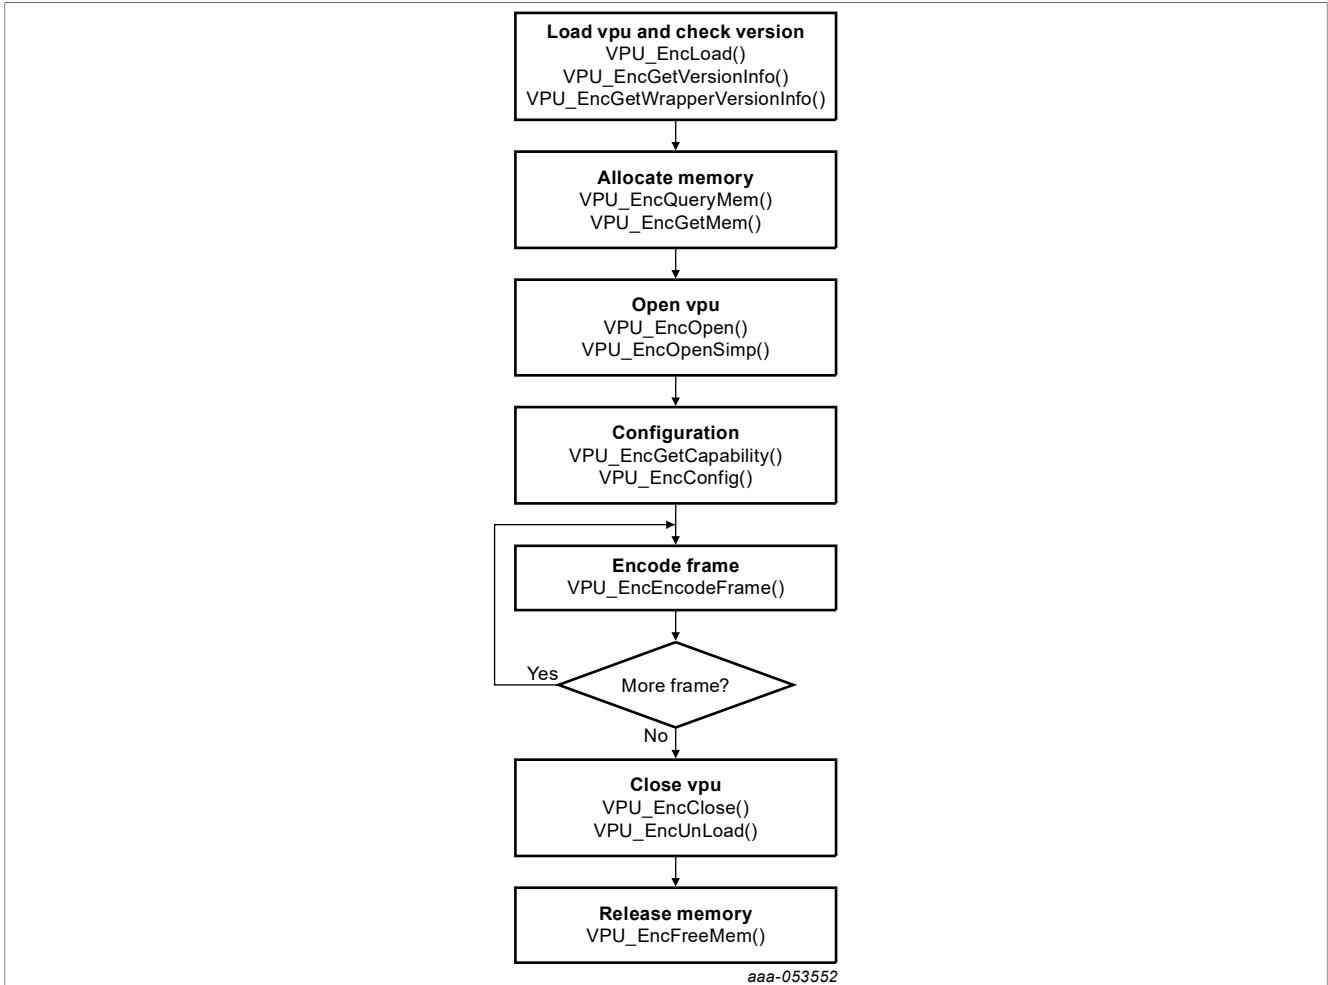 Load vpu and check version
VPU_EncLoad()
VPU_EncGetVersionInfo()
VPU_EncGetWrapperVersionInfo()
Allocate memory
VPU_EncQueryMem()
VPU_EncGetMem()
Open vpu
VPU_EncOpen()
VPU_EncOpenSimp()
Configuration
VPU_EncGetCapability()
VPU_EncConfig()
Encode frame
VPU_EncEncodeFrame()
Yes
More frame?
No
Close vpu
VPU_EncClose()
VPU_EncUnLoad()
Release memory
VPU_EncFreeMem()
aaa-053552